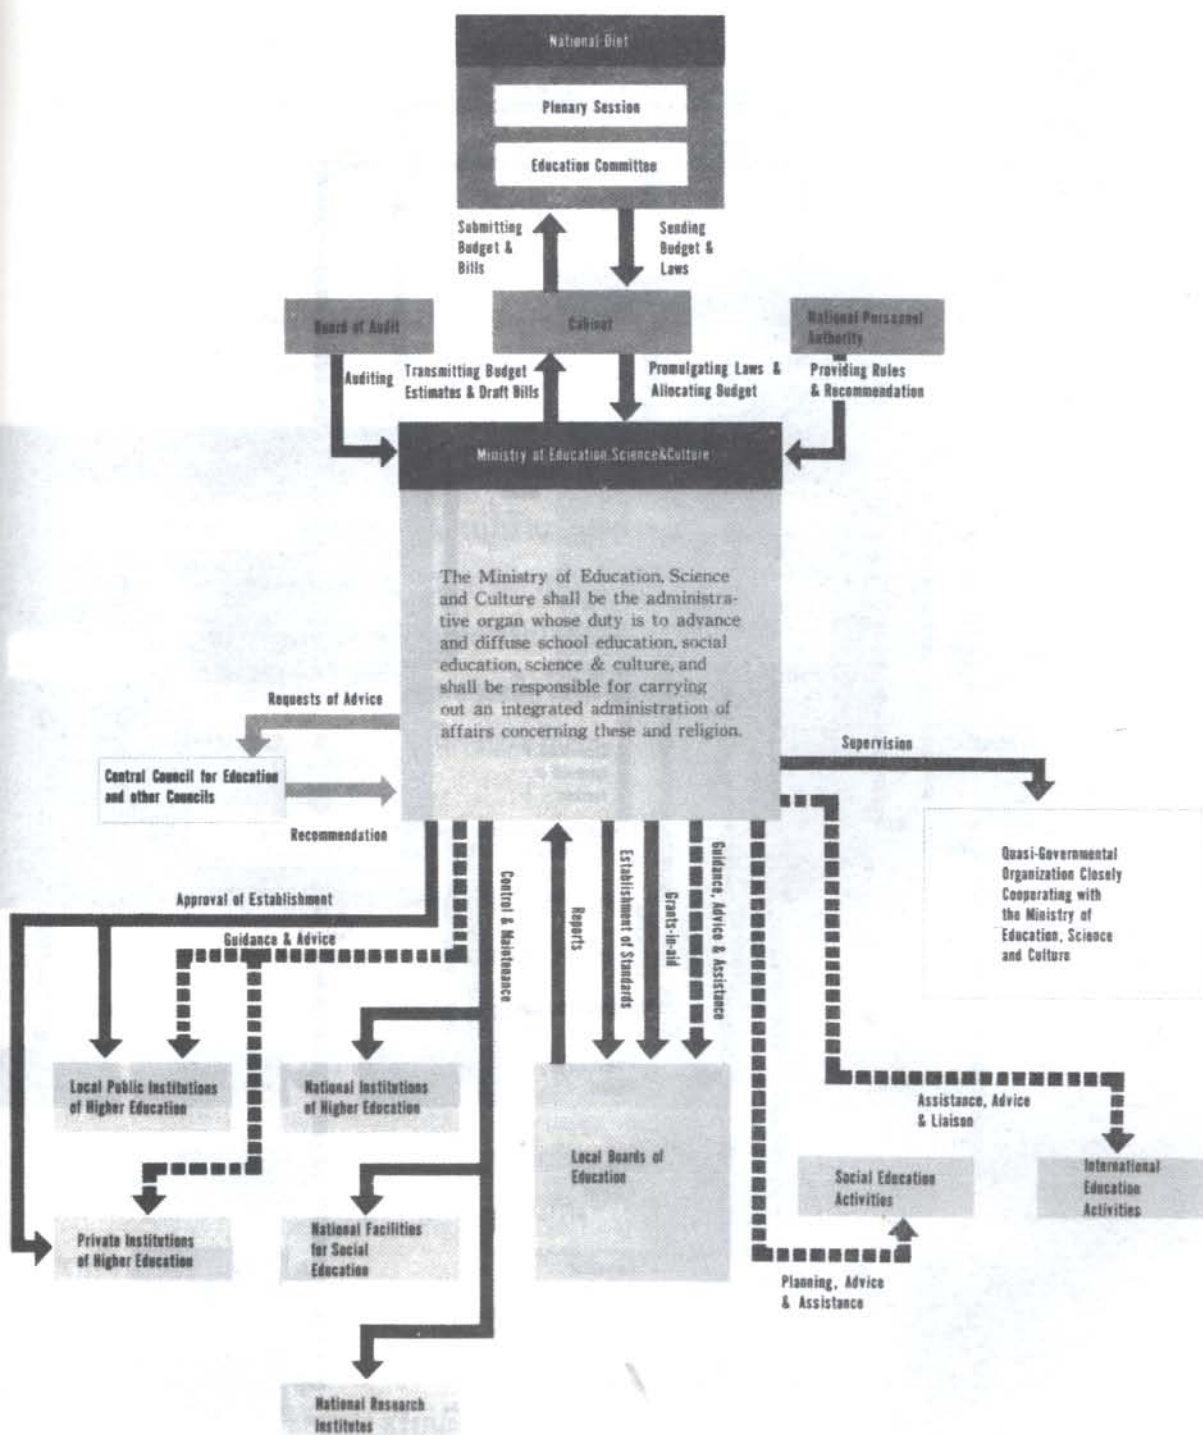 National Diet
Plenary Session
Education Committee
Submitting
Budget &
Bills
Sending
Budget &
Laws
Board of Audit
Cabinet
National Personnel
Authority
Auditing
Transmitting Budget
Estimates & Draft Bills
Promulgating Laws &
Allocating Budget
Providing Rules
& Recommendation
Ministry of Education, Science&Culture
The Ministry of Education, Science
and Culture shall be the administra-
tive organ whose duty is to advance
and diffuse school education, social
education, science & culture, and
shall be responsible for carrying
out an integrated administration of
affairs concerning these and religion.
Requests of Advice
Central Council for Education
and other Councils
Recommendation
Supervision
Quasi-Governmental
Organization Closely
Cooperating with
the Ministry of
Education, Science
and Culture
Approval of Establishment
Guidance & Advice
Control & Maintenance
Reports
Establishment of Standards
Grants-in-aid
Guidance, Advice & Assistance
Local Public Institutions
of Higher Education
National Institutions
of Higher Education
Local Boards of
Education
Assistance, Advice
& Liaison
Social Education
Activities
International
Education
Activities
Private Institutions
of Higher Education
National Facilities
for Social
Education
Planning, Advice
& Assistance
National Research
Institutes